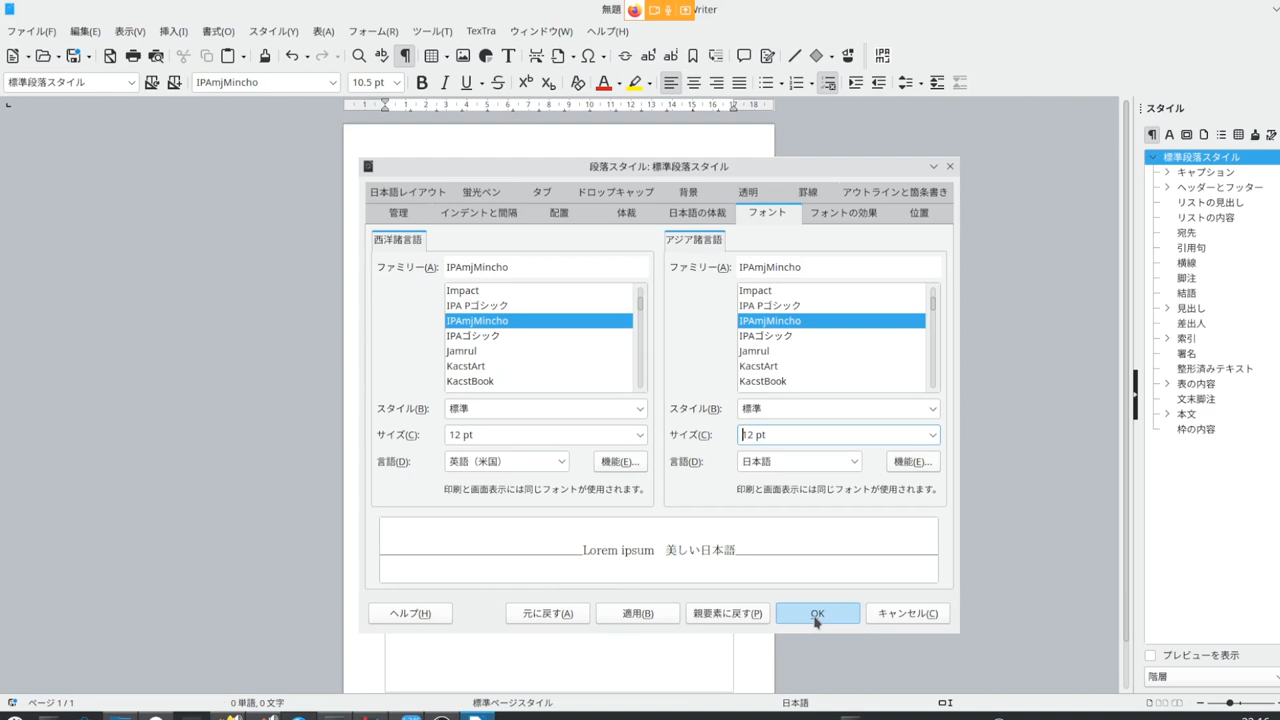 無題 Writer
ファイル(F) 編集(E) 表示(V) 挿入(I) 書式(O) スタイル(Y) 表(A) フォーム(R) ツール(T) TexTra ウィンドウ(W) ヘルプ(H)
標準段落スタイル IPAmjMincho 10.5 pt
1 1 2 3 4 5 6 7 8 9 10 11 12 13 14 15 16 17 18
スタイル
段落スタイル: 標準段落スタイル
日本語レイアウト 蛍光ペン タブ ドロップキャップ 背景 透明 罫線 アウトラインと箇条書き
管理 インデントと間隔 配置 体裁 日本語の体裁 フォント フォントの効果 位置
西洋諸言語
ファミリー(A): IPAmjMincho
Impact
IPA Pゴシック
IPAmjMincho
IPAゴシック
Jamrul
KacstArt
KacstBook
スタイル(B): 標準
サイズ(C): 12 pt
言語(D): 英語（米国） 機能(E)...
印刷と画面表示には同じフォントが使用されます。
アジア諸言語
ファミリー(A): IPAmjMincho
Impact
IPA Pゴシック
IPAmjMincho
IPAゴシック
Jamrul
KacstArt
KacstBook
スタイル(B): 標準
サイズ(C): 12 pt
言語(D): 日本語 機能(E)...
印刷と画面表示には同じフォントが使用されます。
Lorem ipsum 美しい日本語
ヘルプ(H) 元に戻す(A) 適用(B) 親要素に戻す(P) OK キャンセル(C)
標準段落スタイル
キャプション
ヘッダーとフッター
リストの見出し
リストの内容
宛先
引用句
横線
脚注
結語
見出し
差出人
索引
署名
整形済みテキスト
表の内容
文末脚注
本文
枠の内容
プレビューを表示
階層
ページ 1 / 1 0 単語, 0 文字 標準ページスタイル 日本語